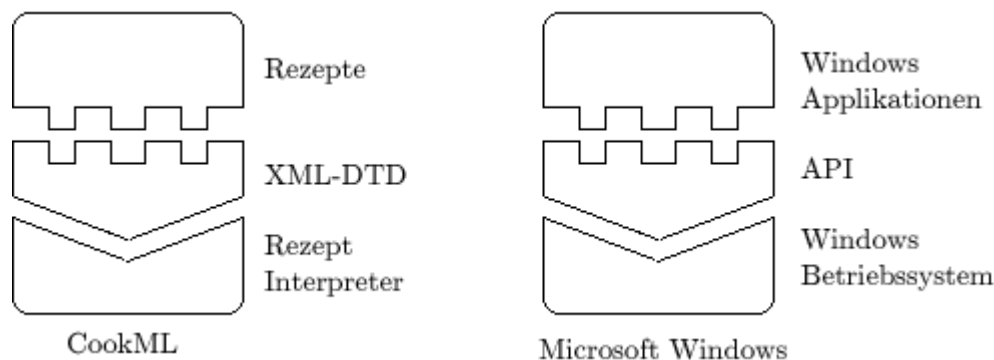 Rezepte
XML-DTD
Rezept
Interpreter
CookML
Windows
Applikationen
API
Windows
Betriebssystem
Microsoft Windows